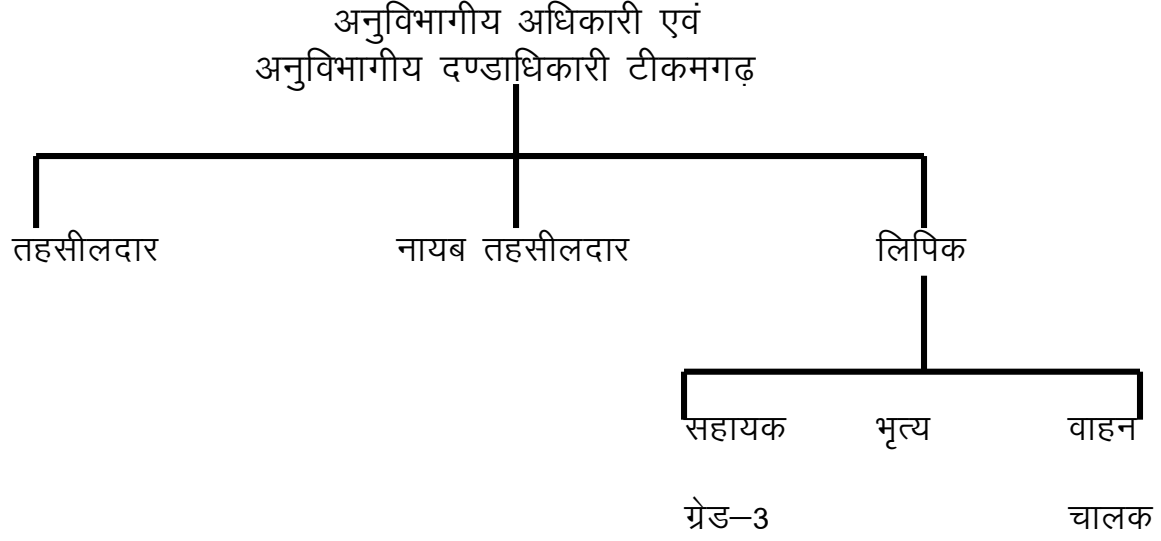 अनुविभागीय अधिकारी एवं
अनुविभागीय दण्डाधिकारी टीकमगढ़
तहसीलदार नायब तहसीलदार लिपिक
सहायक भृत्य वाहन
ग्रेड–3 चालक